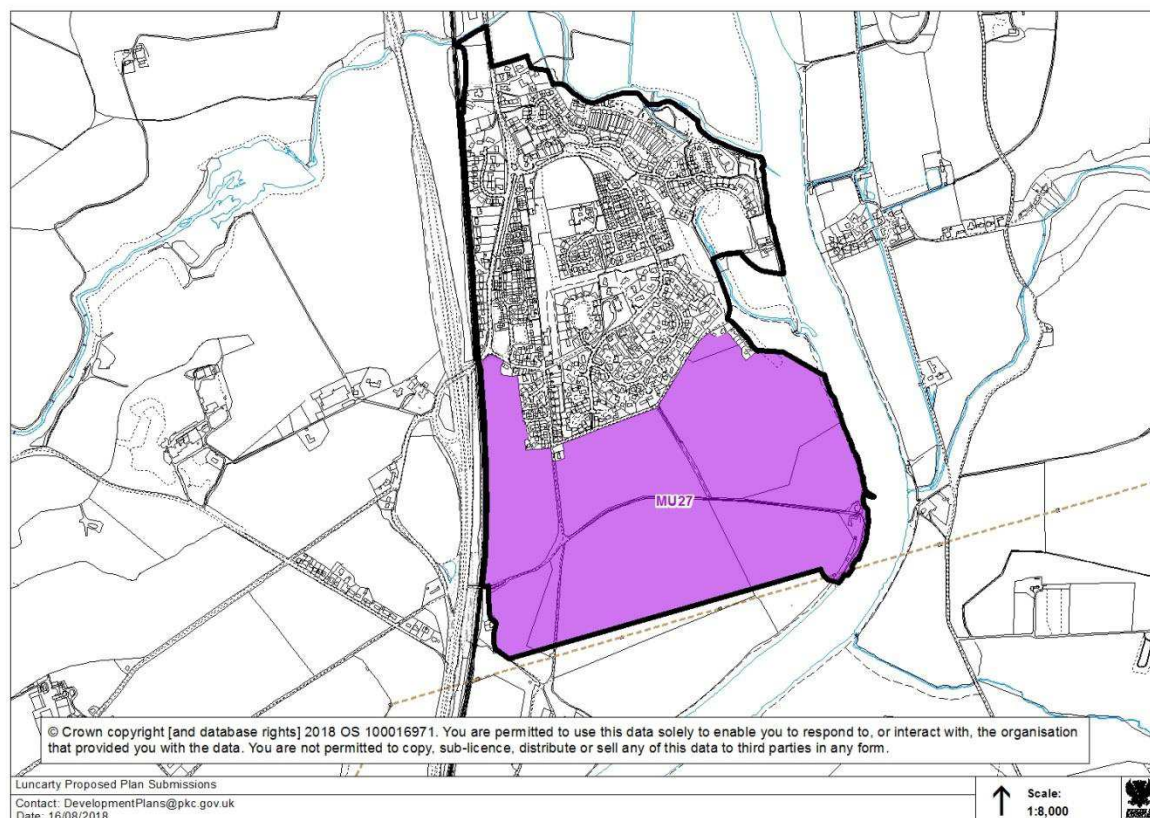 MU27
© Crown copyright [and database rights] 2018 OS 100016971. You are permitted to use this data solely to enable you to respond to, or interact with, the organisation
that provided you with the data. You are not permitted to copy, sub-licence, distribute or sell any of this data to third parties in any form.
Luncarty Proposed Plan Submissions
Contact: DevelopmentPlans@pkc.gov.uk
Date: 16/08/2018
Scale:
1:8,000